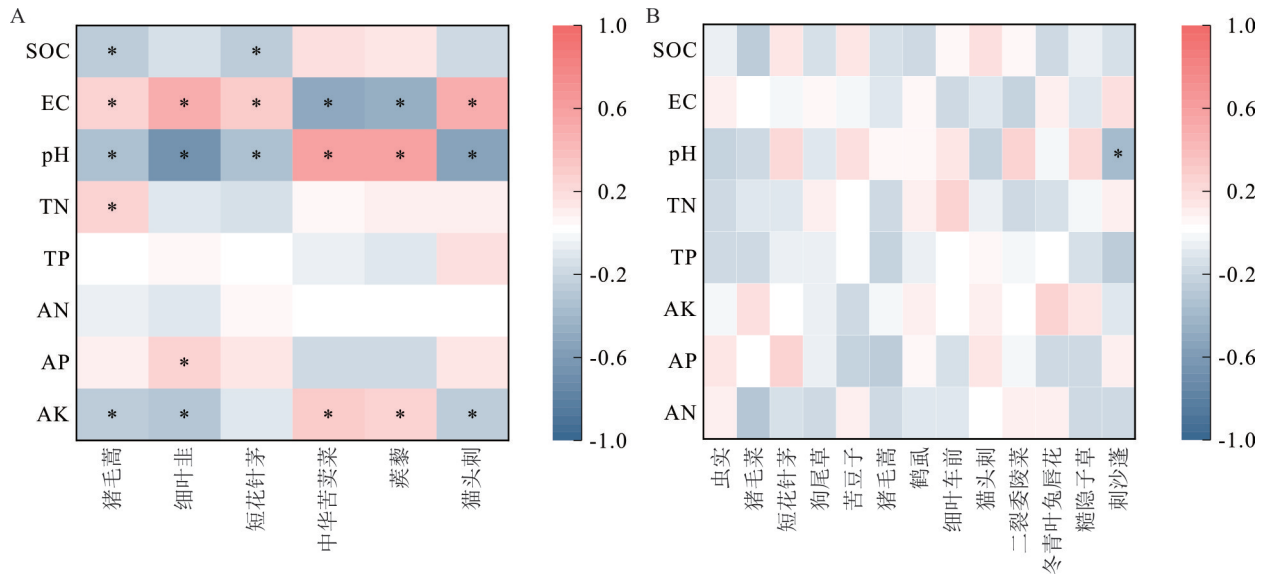 A
SOC
EC
pH
TN
TP
AN
AP
AK
* *
* * * * * *
* * * * * *
*
*
* * * * *
猪毛蒿
细叶韭
短花针茅
中华苦荬菜
蒺藜
猫头刺
1.0
0.6
0.2
-0.2
-0.6
-1.0
B
SOC
EC
pH
TN
TP
AK
AP
AN
*
虫实
猪毛菜
短花针茅
狗尾草
苦豆子
猪毛蒿
鹤虱
细叶车前
猫头刺
二裂委陵菜
冬青叶兔唇花
糙隐子草
刺沙蓬
1.0
0.6
0.2
-0.2
-0.6
-1.0